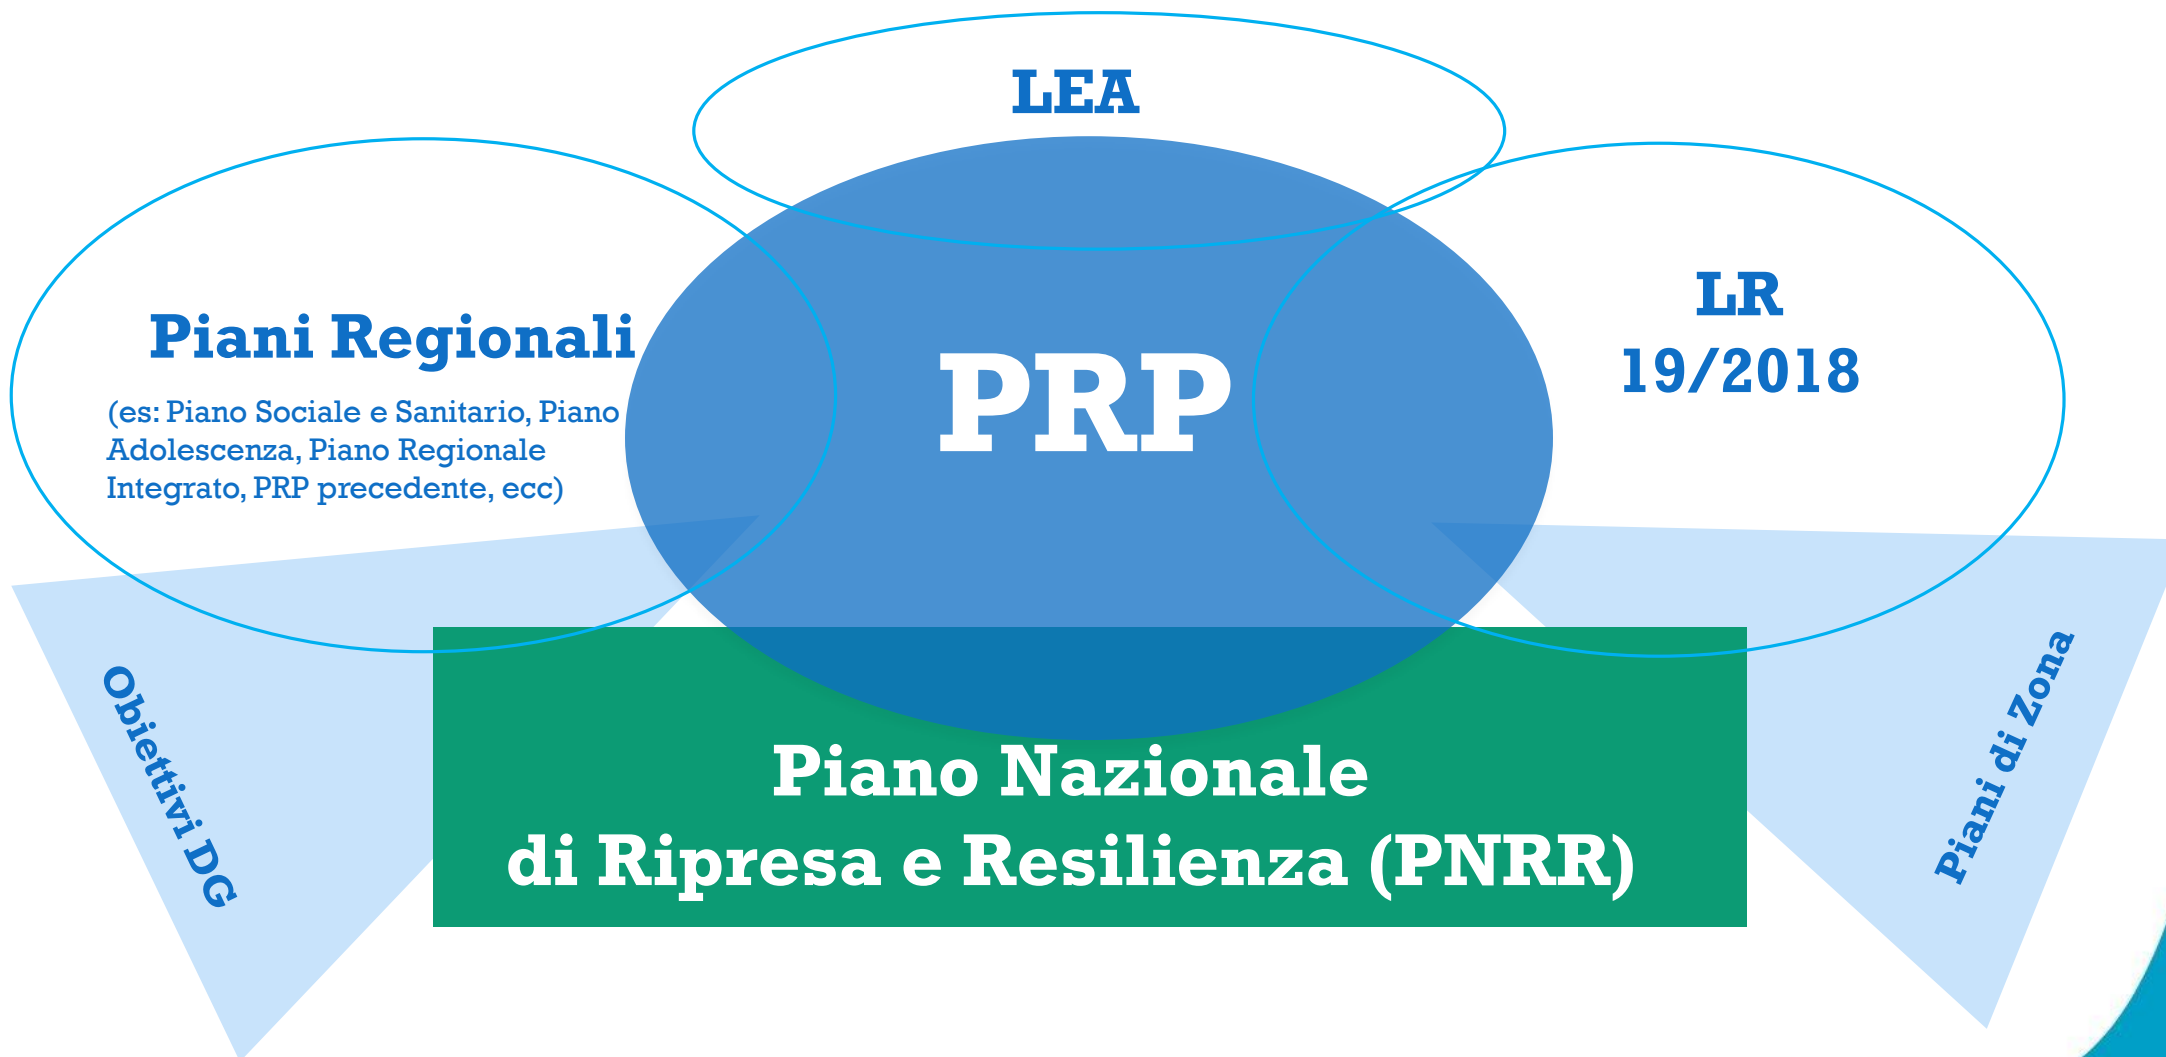 LEA
Piani Regionali
(es: Piano Sociale e Sanitario, Piano
Adolescenza, Piano Regionale
Integrato, PRP precedente, ecc)
PRP
LR
19/2018
Obiettivi DG
Piani di Zona
Piano Nazionale
di Ripresa e Resilienza (PNRR)